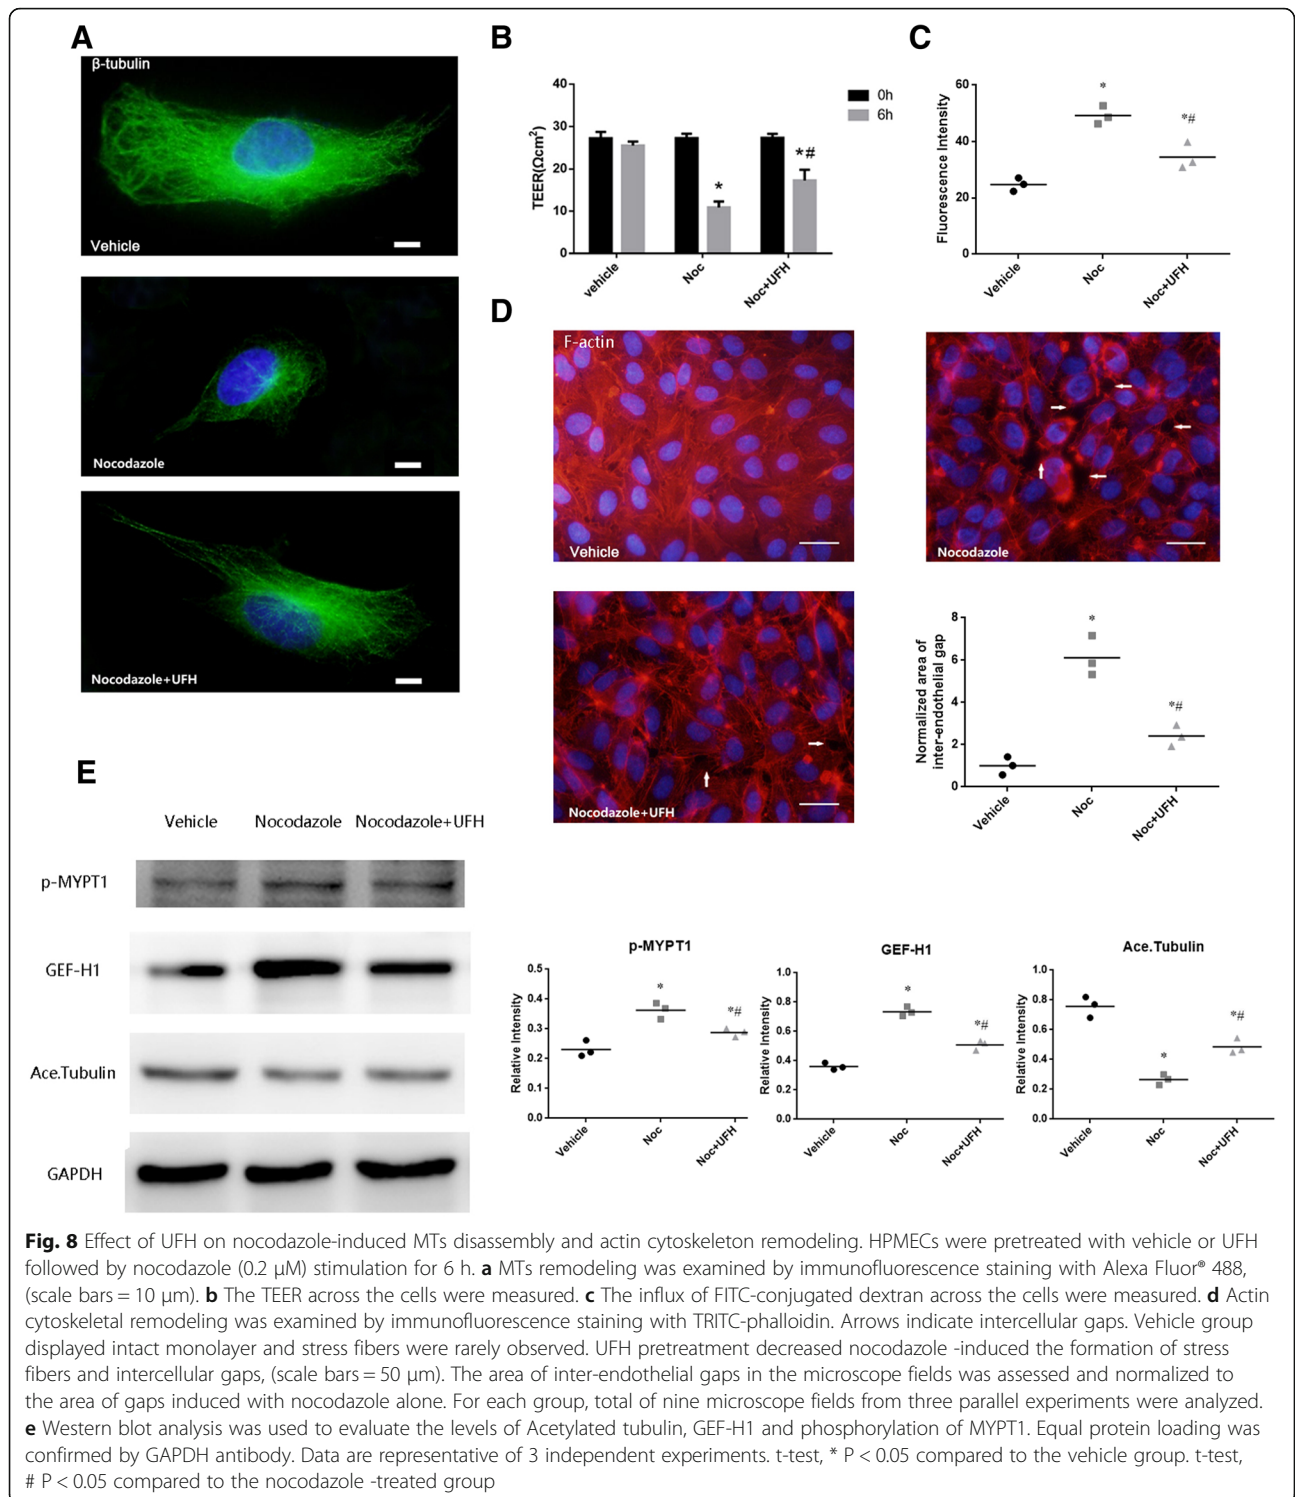 A
β-tubulin
Vehicle
Nocodazole
Nocodazole+UFH
B
TEER(Ωcm²)
40
30
20
10
0
0h
6h
*
*#
vehicle
Noc
Noc+UFH
C
Fluorescence Intensity
60
40
20
0
*
*#
Vehicle
Noc
Noc+UFH
D
F-actin
Vehicle
Nocodazole
Nocodazole+UFH
Normalized area of
inter-endothelial gap
8
6
4
2
0
*
*#
Vehicle
Noc
Noc+UFH
E
Vehicle Nocodazole Nocodazole+UFH
p-MYPT1
GEF-H1
Ace.Tubulin
GAPDH
p-MYPT1
Relative Intensity
0.5
0.4
0.3
0.2
0.1
0.0
*
*#
Vehicle
Noc
Noc+UFH
GEF-H1
Relative Intensity
1.0
0.8
0.6
0.4
0.2
0.0
*
*#
Vehicle
Noc
Noc+UFH
Ace.Tubulin
Relative Intensity
1.0
0.8
0.6
0.4
0.2
0.0
*
*#
Vehicle
Noc
Noc+UFH
Fig. 8 Effect of UFH on nocodazole-induced MTs disassembly and actin cytoskeleton remodeling. HPMECs were pretreated with vehicle or UFH
followed by nocodazole (0.2 μM) stimulation for 6 h. a MTs remodeling was examined by immunofluorescence staining with Alexa Fluor® 488,
(scale bars = 10 μm). b The TEER across the cells were measured. c The influx of FITC-conjugated dextran across the cells were measured. d Actin
cytoskeletal remodeling was examined by immunofluorescence staining with TRITC-phalloidin. Arrows indicate intercellular gaps. Vehicle group
displayed intact monolayer and stress fibers were rarely observed. UFH pretreatment decreased nocodazole -induced the formation of stress
fibers and intercellular gaps, (scale bars = 50 μm). The area of inter-endothelial gaps in the microscope fields was assessed and normalized to
the area of gaps induced with nocodazole alone. For each group, total of nine microscope fields from three parallel experiments were analyzed.
e Western blot analysis was used to evaluate the levels of Acetylated tubulin, GEF-H1 and phosphorylation of MYPT1. Equal protein loading was
confirmed by GAPDH antibody. Data are representative of 3 independent experiments. t-test, * P < 0.05 compared to the vehicle group. t-test,
# P < 0.05 compared to the nocodazole -treated group